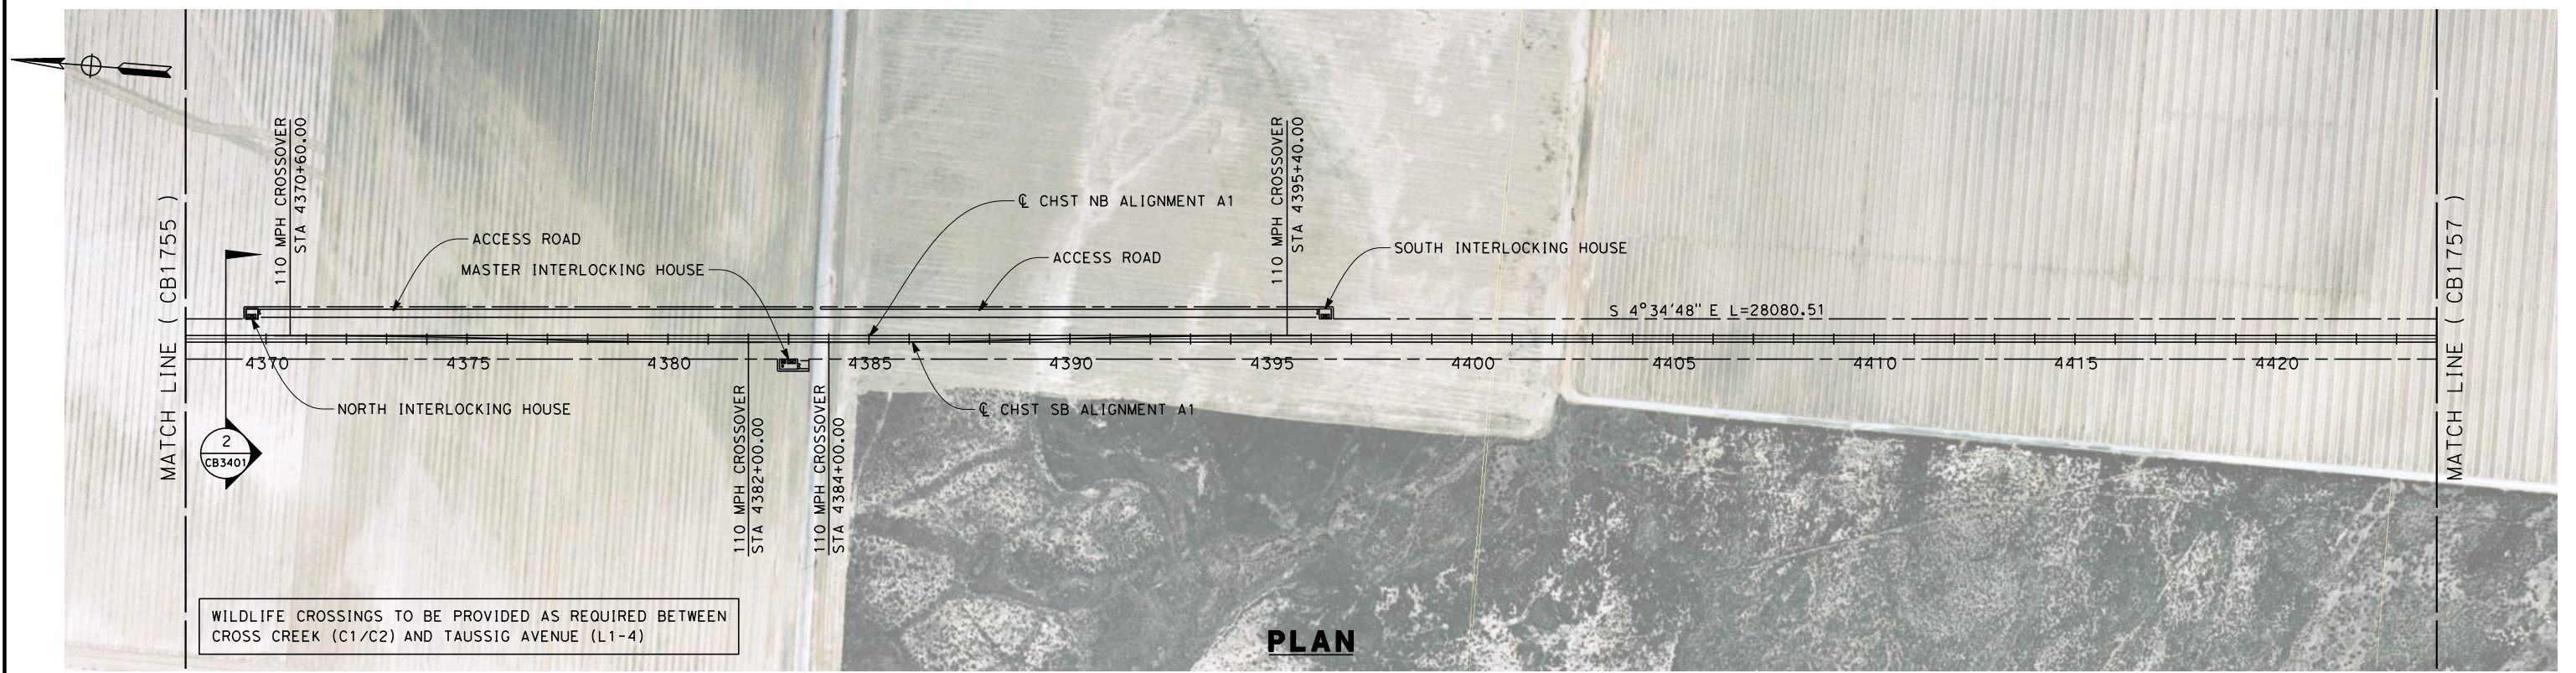 MATCH LINE ( CB1755 )
110 MPH CROSSOVER
STA 4370+60.00
ACCESS ROAD
MASTER INTERLOCKING HOUSE
℄ CHST NB ALIGNMENT A1
ACCESS ROAD
110 MPH CROSSOVER
STA 4395+40.00
SOUTH INTERLOCKING HOUSE
S 4°34'48" E L=28080.51
MATCH LINE ( CB1757 )
4370 4375 4380 4385 4390 4395 4400 4405 4410 4415 4420
NORTH INTERLOCKING HOUSE
℄ CHST SB ALIGNMENT A1
2
CB3401
110 MPH CROSSOVER
STA 4382+00.00
110 MPH CROSSOVER
STA 4384+00.00
WILDLIFE CROSSINGS TO BE PROVIDED AS REQUIRED BETWEEN
CROSS CREEK (C1/C2) AND TAUSSIG AVENUE (L1-4)
PLAN